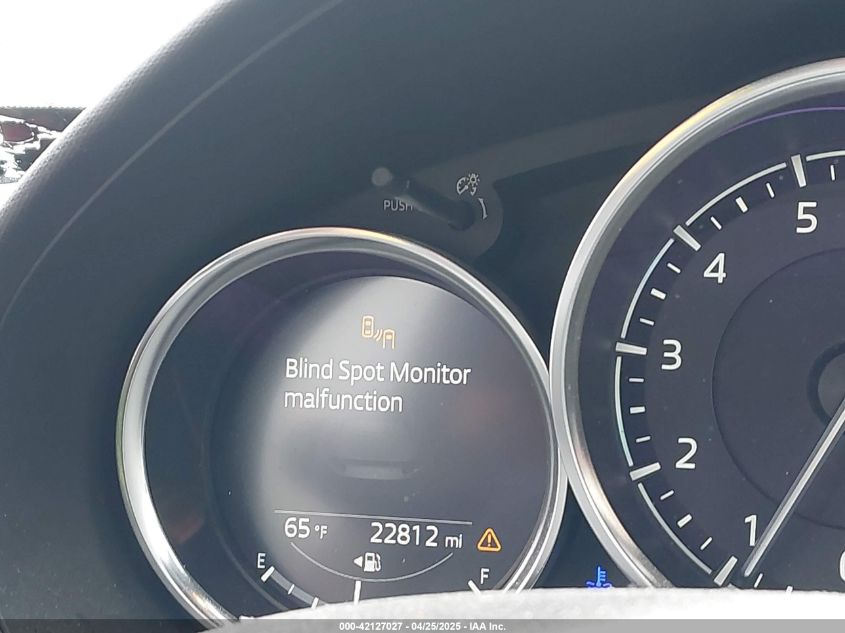 PUSH
5
4
3
2
1
Blind Spot Monitor
malfunction
65 °F
22812 mi
E
F
000-42127027 - 04/25/2025 - IAA Inc.